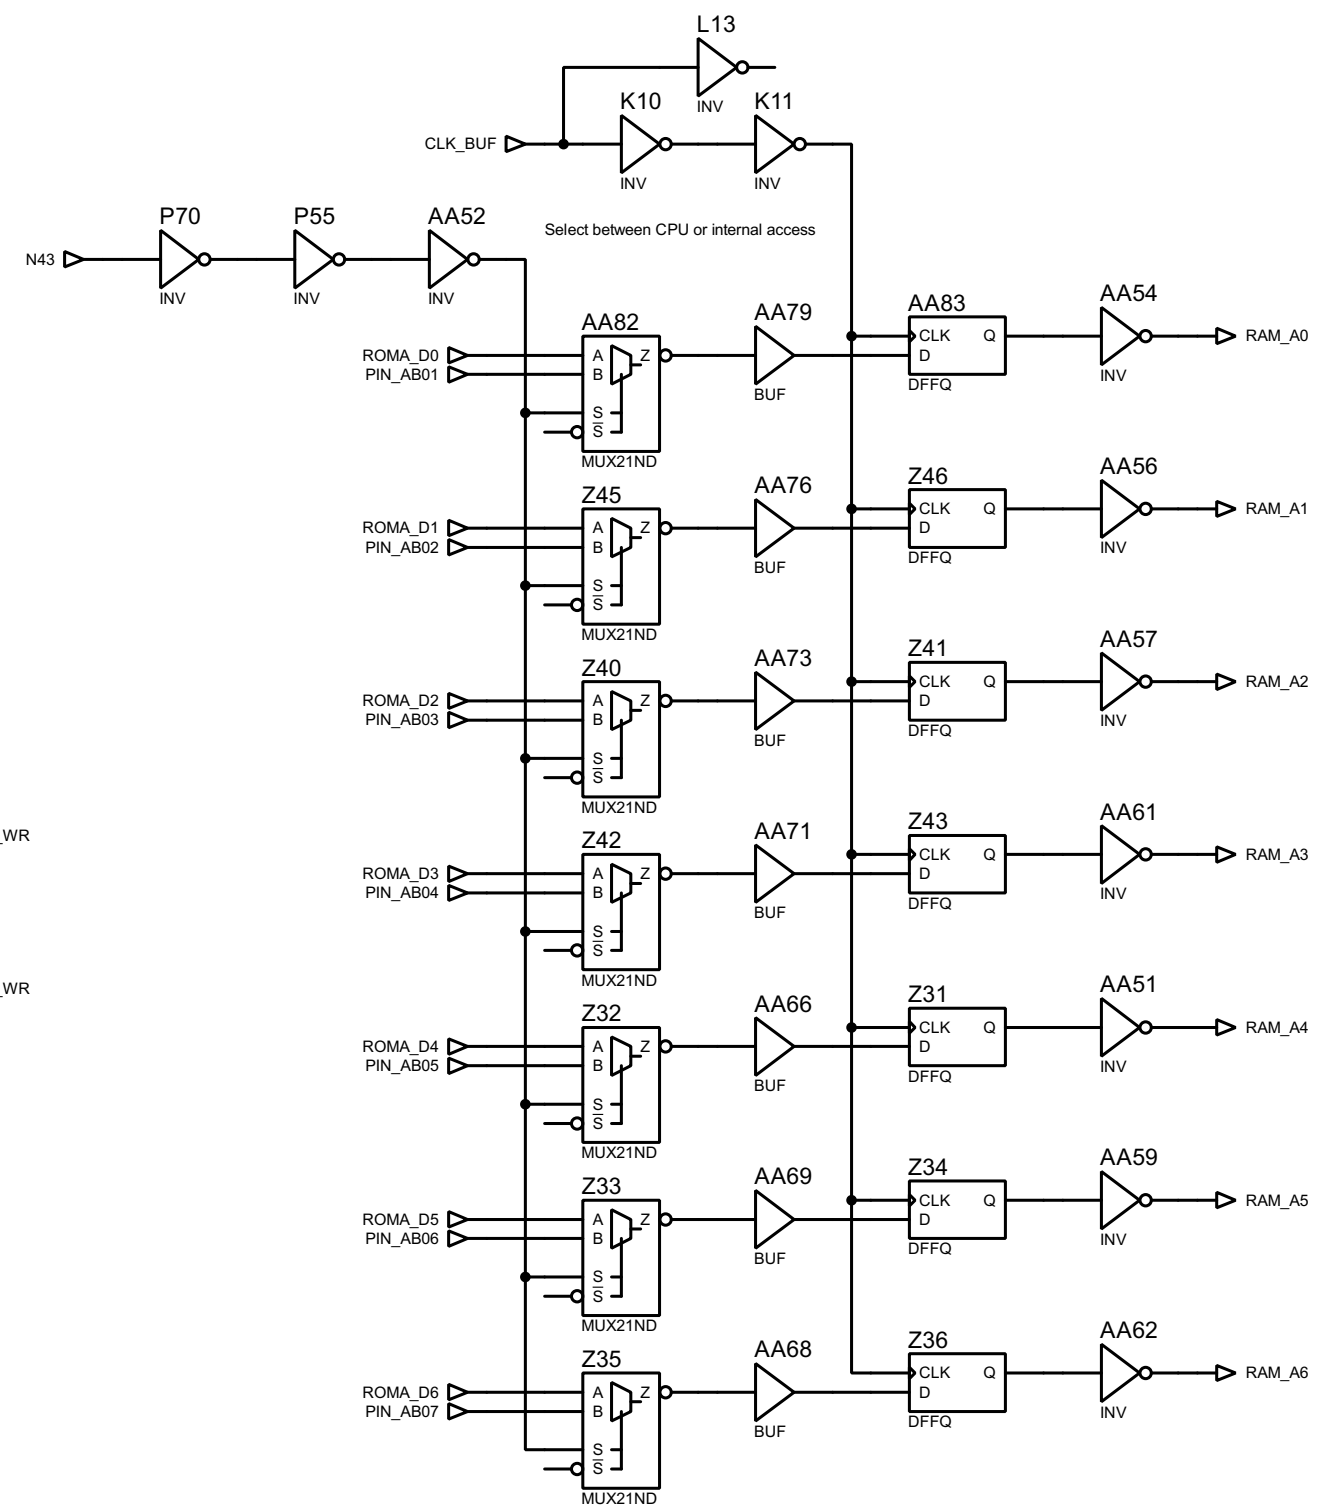 L13
INV
K10
K11
CLK_BUF
INV
INV
P70
P55
AA52
Select between CPU or internal access
N43
INV
INV
INV
AA82
AA79
AA83
AA54
ROMA_D0
A
Z
CLK
Q
RAM_A0
PIN_AB01
B
D
BUF
DFFQ
INV
S
S
MUX21ND
Z45
AA76
Z46
AA56
ROMA_D1
A
Z
CLK
Q
RAM_A1
PIN_AB02
B
D
BUF
DFFQ
INV
S
S
MUX21ND
Z40
AA73
Z41
AA57
ROMA_D2
A
Z
CLK
Q
RAM_A2
PIN_AB03
B
D
BUF
DFFQ
INV
S
S
MUX21ND
_WR
Z42
AA71
Z43
AA61
ROMA_D3
A
Z
CLK
Q
RAM_A3
PIN_AB04
B
D
BUF
DFFQ
INV
S
S
MUX21ND
_WR
Z32
AA66
Z31
AA51
ROMA_D4
A
Z
CLK
Q
RAM_A4
PIN_AB05
B
D
BUF
DFFQ
INV
S
S
MUX21ND
Z33
AA69
Z34
AA59
ROMA_D5
A
Z
CLK
Q
RAM_A5
PIN_AB06
B
D
BUF
DFFQ
INV
S
S
MUX21ND
Z35
AA68
Z36
AA62
ROMA_D6
A
Z
CLK
Q
RAM_A6
PIN_AB07
B
D
BUF
DFFQ
INV
S
S
MUX21ND